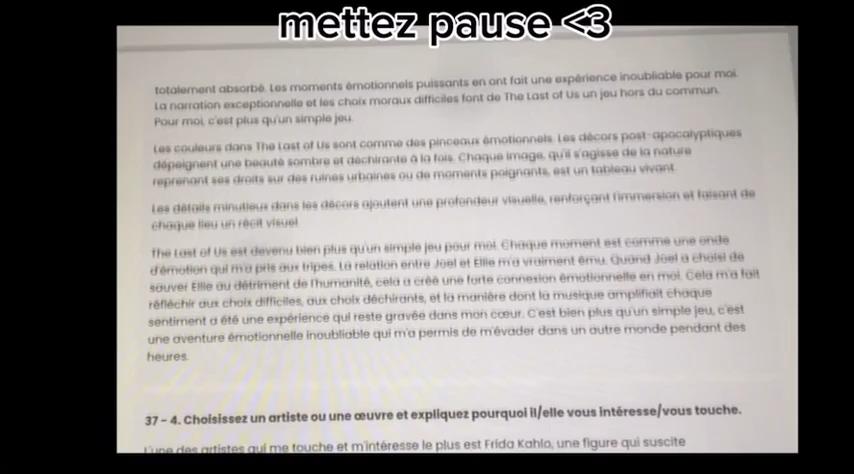 mettez pause <3
totalement absorbé. Les moments émotionnels puissants en ont fait une expérience inoubliable pour moi.
La narration exceptionnelle et les choix moraux difficiles font de The Last of Us un jeu hors du commun.
Pour moi, c'est plus qu'un simple jeu.
Les couleurs dans The Last of Us sont comme des pinceaux émotionnels. Les décors post-apocalyptiques
dépeignent une beauté sombre et déchirante à la fois. Chaque image, qu'il s'agisse de la nature
reprenant ses droits sur des ruines urbaines ou de moments poignants, est un tableau vivant.
Les détails minutieux dans les décors ajoutent une profondeur visuelle, renforçant l'immersion et faisant de
chaque lieu un récit visuel.
The Last of Us est devenu bien plus qu'un simple jeu pour moi. Chaque moment est comme une onde
d'émotion qui m'a pris aux tripes. La relation entre Joel et Ellie m'a vraiment ému. Quand Joel a choisi de
sauver Ellie au détriment de l'humanité, cela a créé une forte connexion émotionnelle en moi. Cela m'a fait
réfléchir aux choix difficiles, aux choix déchirants, et la manière dont la musique amplifiait chaque
sentiment a été une expérience qui reste gravée dans mon cœur. C'est bien plus qu'un simple jeu, c'est
une aventure émotionnelle inoubliable qui m'a permis de m'évader dans un autre monde pendant des
heures.
37 - 4. Choisissez un artiste ou une œuvre et expliquez pourquoi il/elle vous intéresse/vous touche.
L'une des artistes qui me touche et m'intéresse le plus est Frida Kahlo, une figure qui suscite